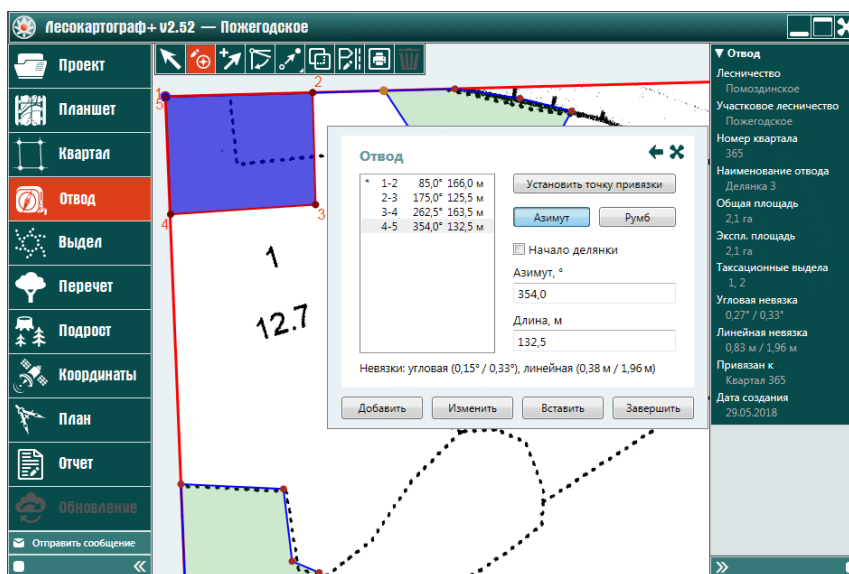 Лесокартограф+ v2.52 — Пожегодское
Проект
Планшет
Квартал
Отвод
Выдел
Перечет
Подрост
Координаты
План
Отчет
Обновление
Отправить сообщение
1
5
2
3
4
1
12.7
Отвод
* 1-2 85,0° 166,0 м
2-3 175,0° 125,5 м
3-4 262,5° 163,5 м
4-5 354,0° 132,5 м
Установить точку привязки
Азимут Румб
Начало делянки
Азимут, °
354,0
Длина, м
132,5
Невязки: угловая (0,15° / 0,33°), линейная (0,38 м / 1,96 м)
Добавить Изменить Вставить Завершить
▼ Отвод
Лесничество
Помоздинское
Участковое лесничество
Пожегодское
Номер квартала
365
Наименование отвода
Делянка 3
Общая площадь
2,1 га
Экспл. площадь
2,1 га
Таксационные выдела
1, 2
Угловая невязка
0,27° / 0,33°
Линейная невязка
0,83 м / 1,96 м
Привязан к
Квартал 365
Дата создания
29.05.2018